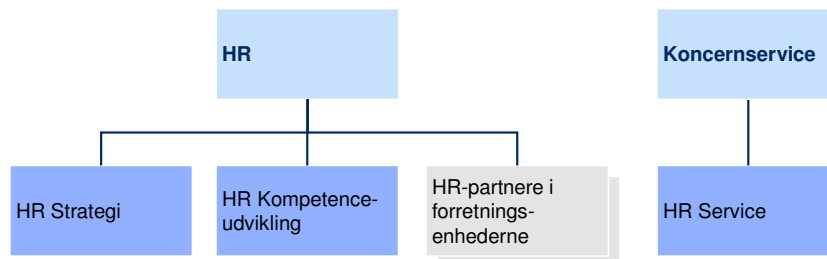 HR
Koncernservice
HR Strategi
HR Kompetence-
udvikling
HR-partnere i
forretnings-
enhederne
HR Service